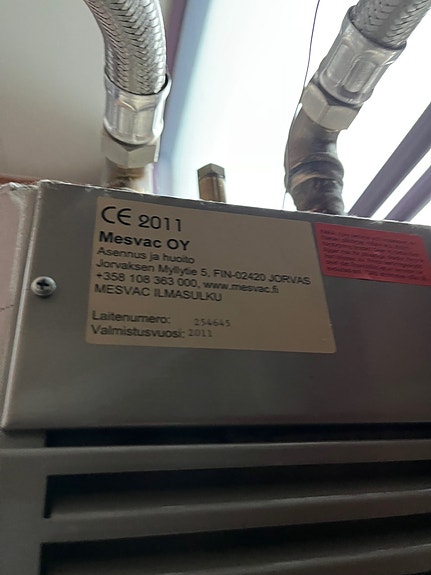 CE 2011
Mesvac OY
Asennus ja huolto
Jorvaksen Myllytie 5, FIN-02420 JORVAS
+358 108 363 000, www.mesvac.fi
MESVAC ILMASULKU
Laitenumero: 254645
Valmistusvuosi: 2011